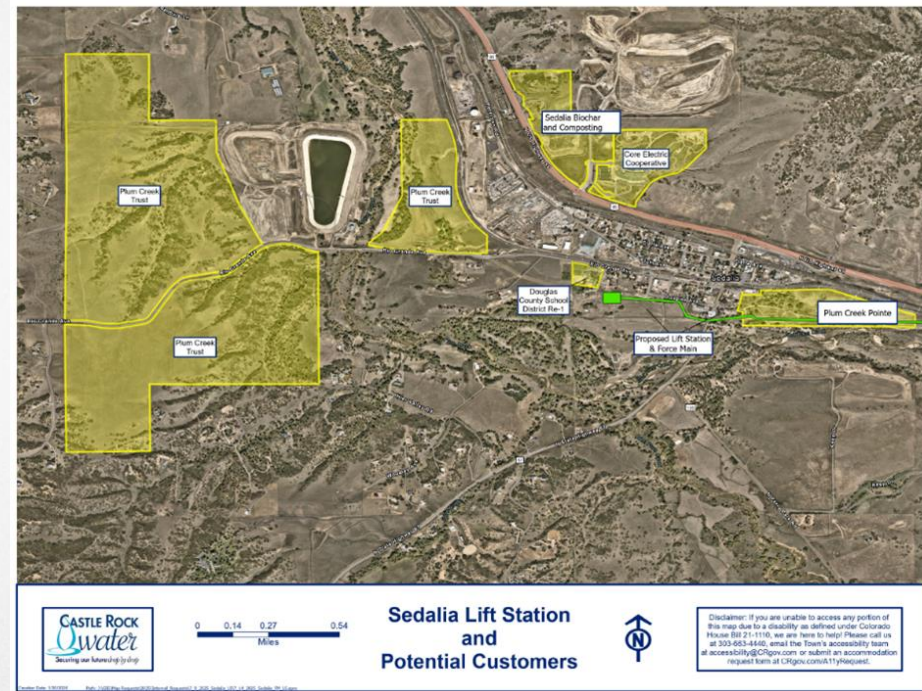 Sedalia Biochar
and Composting
Core Electric
Cooperative
Plum Creek
Trust
Plum Creek
Trust
Douglas
County School
District Re-1
Plum Creek Pointe
Proposed Lift Station
& Force Main
Plum Creek
Trust
CASTLE ROCK
water
Securing our future drop by drop
0 0.14 0.27 0.54
Miles
Sedalia Lift Station
and
Potential Customers
N
Disclaimer: If you are unable to access any portion of
this map due to a disability as defined under Colorado
House Bill 21-1110, we are here to help! Please call us
at 303-663-4440, email the Town's accessibility team
at accessibility@CRgov.com or submit an accommodation
request form at CRgov.com/A11yRequest.